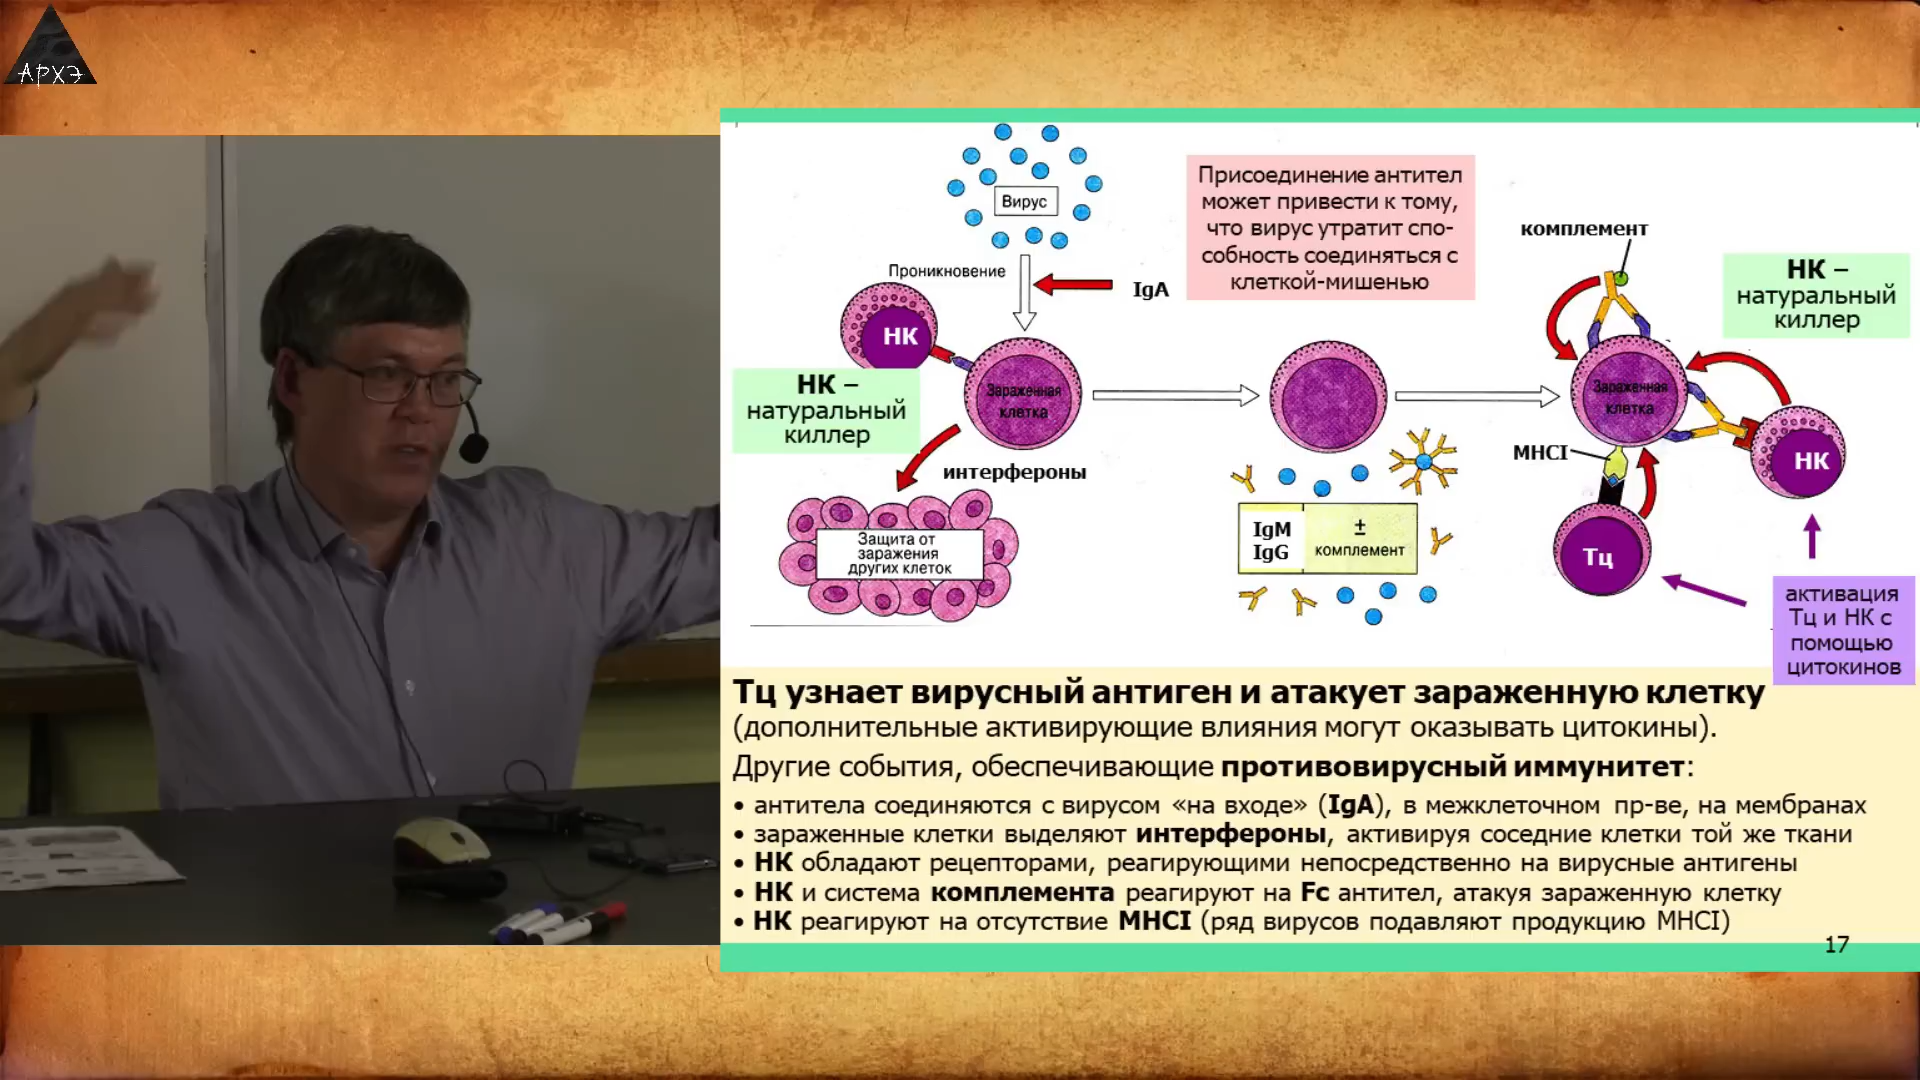 АРХЭ
Вирус
Присоединение антител
может привести к тому,
что вирус утратит спо-
собность соединяться с
клеткой-мишенью
Проникновение
IgA
НК
НК –
натуральный
киллер
Зараженная
клетка
интерфероны
Защита от
заражения
других клеток
IgM
IgG
±
комплемент
комплемент
НК –
натуральный
киллер
Зараженная
клетка
MHCI
НК
Тц
активация
Тц и НК с
помощью
цитокинов
Тц узнает вирусный антиген и атакует зараженную клетку
(дополнительные активирующие влияния могут оказывать цитокины).
Другие события, обеспечивающие противовирусный иммунитет:
• антитела соединяются с вирусом «на входе» (IgA), в межклеточном пр-ве, на мембранах
• зараженные клетки выделяют интерфероны, активируя соседние клетки той же ткани
• НК обладают рецепторами, реагирующими непосредственно на вирусные антигены
• НК и система комплемента реагируют на Fc антител, атакуя зараженную клетку
• НК реагируют на отсутствие MHCI (ряд вирусов подавляют продукцию MHCI)
17